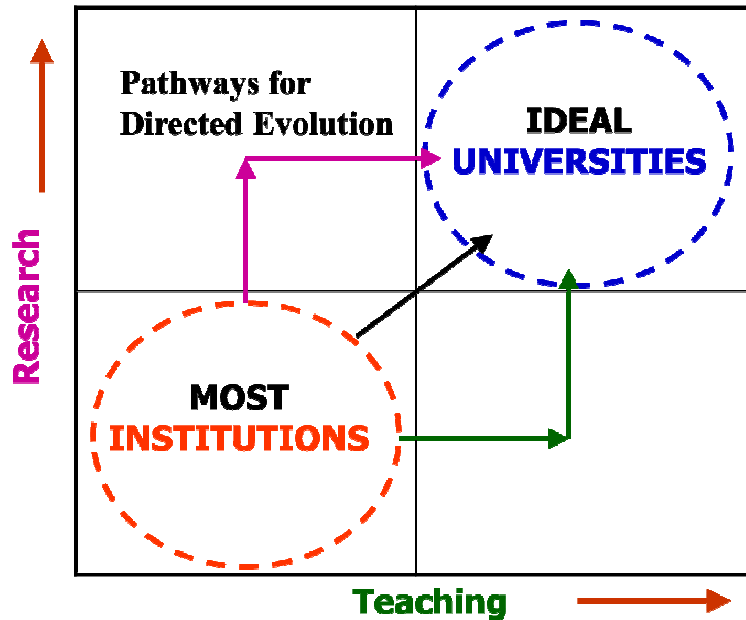 Pathways for
Directed Evolution
IDEAL
UNIVERSITIES
Research
MOST
INSTITUTIONS
Teaching